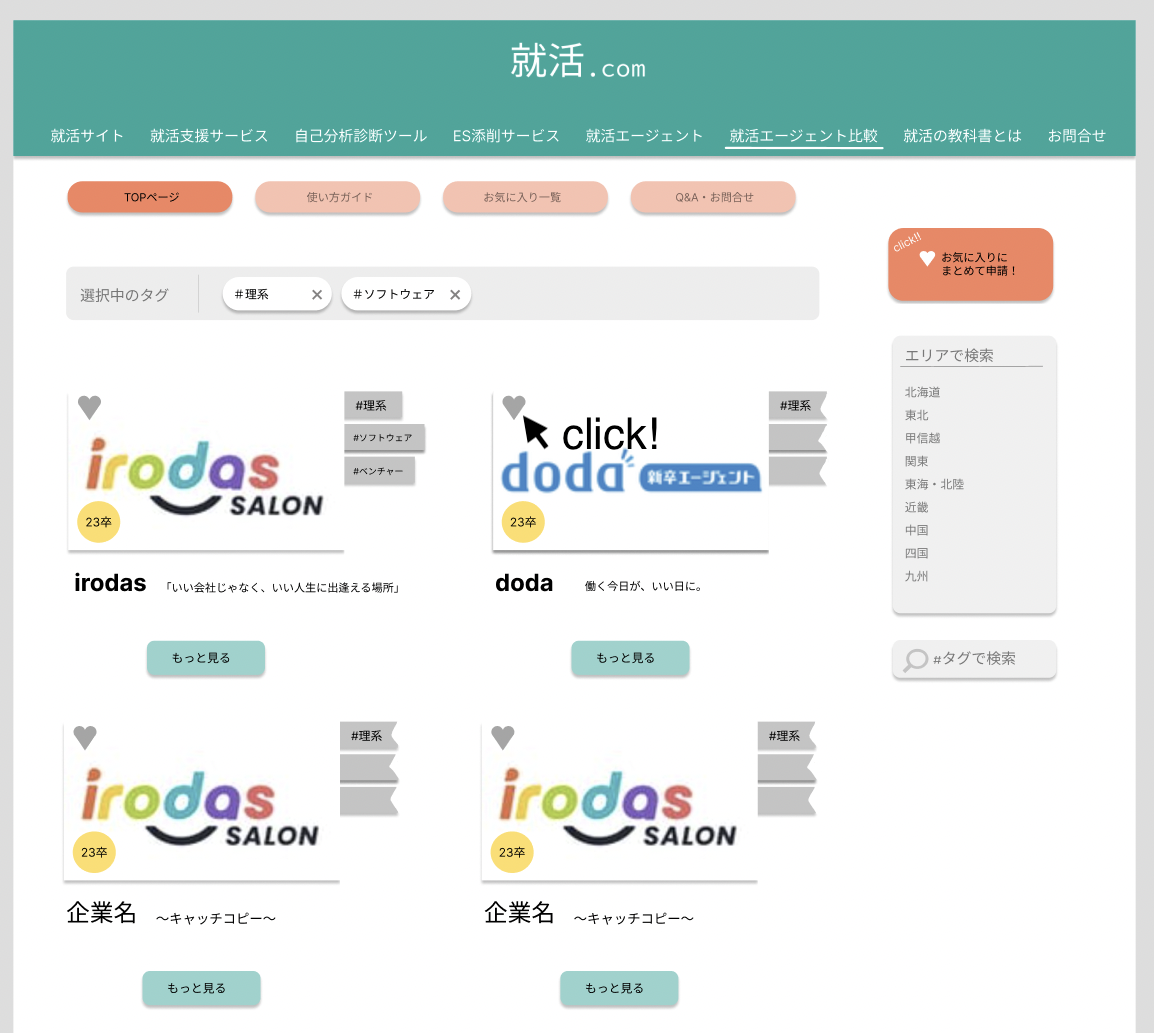 就活.com
就活サイト 就活支援サービス 自己分析診断ツール ES添削サービス 就活エージェント 就活エージェント比較 就活の教科書とは お問合せ
TOPページ 使い方ガイド お気に入り一覧 Q&A・お問合せ
click!!
お気に入りに
まとめて申請！
選択中のタグ #理系 × #ソフトウェア ×
エリアで検索
北海道
東北
甲信越
関東
東海・北陸
近畿
中国
四国
九州
#タグで検索
#理系
#ソフトウェア
#ベンチャー
irodas
SALON
23卒
irodas 「いい会社じゃなく、いい人生に出逢える場所」
もっと見る
#理系
click!
doda 新卒エージェント
23卒
doda 働く今日が、いい日に。
もっと見る
#理系
irodas
SALON
23卒
企業名 〜キャッチコピー〜
もっと見る
#理系
irodas
SALON
23卒
企業名 〜キャッチコピー〜
もっと見る